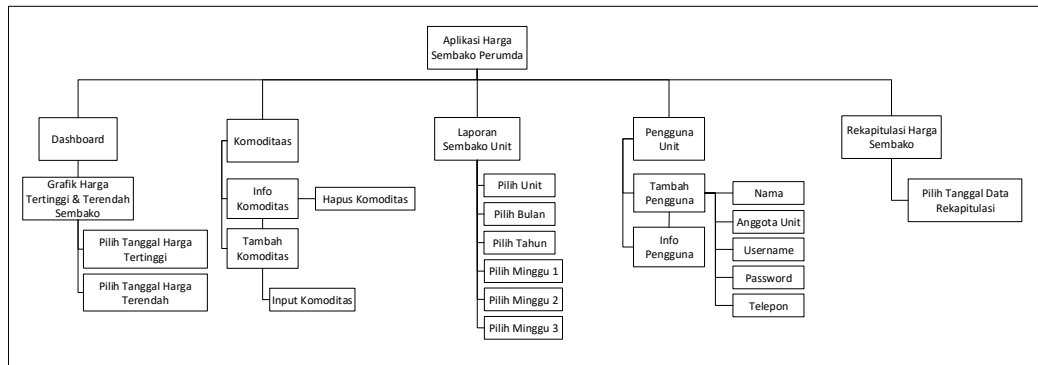 Aplikasi Harga
Sembako Perumda
Dashboard
Grafik Harga
Tertinggi & Terendah
Sembako
Pilih Tanggal Harga
Tertinggi
Pilih Tanggal Harga
Terendah
Komoditaas
Info
Komoditas
Hapus Komoditas
Tambah
Komoditas
Input Komoditas
Laporan
Sembako Unit
Pilih Unit
Pilih Bulan
Pilih Tahun
Pilih Minggu 1
Pilih Minggu 2
Pilih Minggu 3
Pengguna
Unit
Tambah
Pengguna
Nama
Anggota Unit
Username
Password
Telepon
Info
Pengguna
Rekapitulasi Harga
Sembako
Pilih Tanggal Data
Rekapitulasi